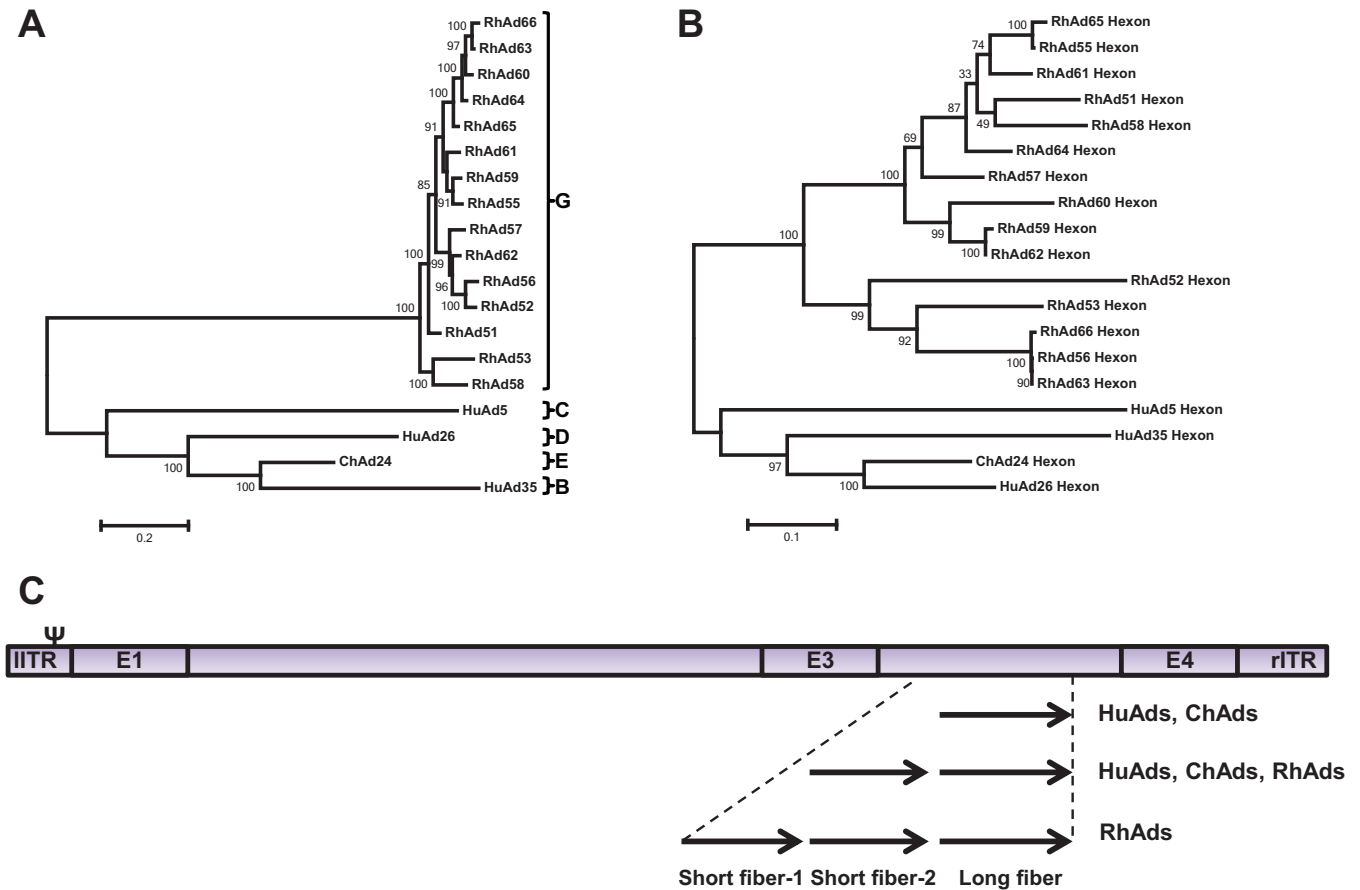 A
100
RhAd66
97
RhAd63
100
RhAd60
100
RhAd64
91
RhAd65
RhAd61
85
RhAd59
91
RhAd55
G
RhAd57
100
99
RhAd62
96
RhAd56
100
RhAd52
100
RhAd51
RhAd53
100
RhAd58
HuAd5
C
HuAd26
D
100
ChAd24
E
100
HuAd35
B
0.2
B
100
RhAd65 Hexon
74
RhAd55 Hexon
33
RhAd61 Hexon
87
RhAd51 Hexon
49
RhAd58 Hexon
69
RhAd64 Hexon
100
RhAd57 Hexon
RhAd60 Hexon
99
RhAd59 Hexon
100
RhAd62 Hexon
100
RhAd52 Hexon
99
RhAd53 Hexon
92
RhAd66 Hexon
100
RhAd56 Hexon
90
RhAd63 Hexon
HuAd5 Hexon
HuAd35 Hexon
97
ChAd24 Hexon
100
HuAd26 Hexon
0.1
C
Ψ
lITR E1 E3 E4 rITR
HuAds, ChAds
HuAds, ChAds, RhAds
RhAds
Short fiber-1 Short fiber-2 Long fiber